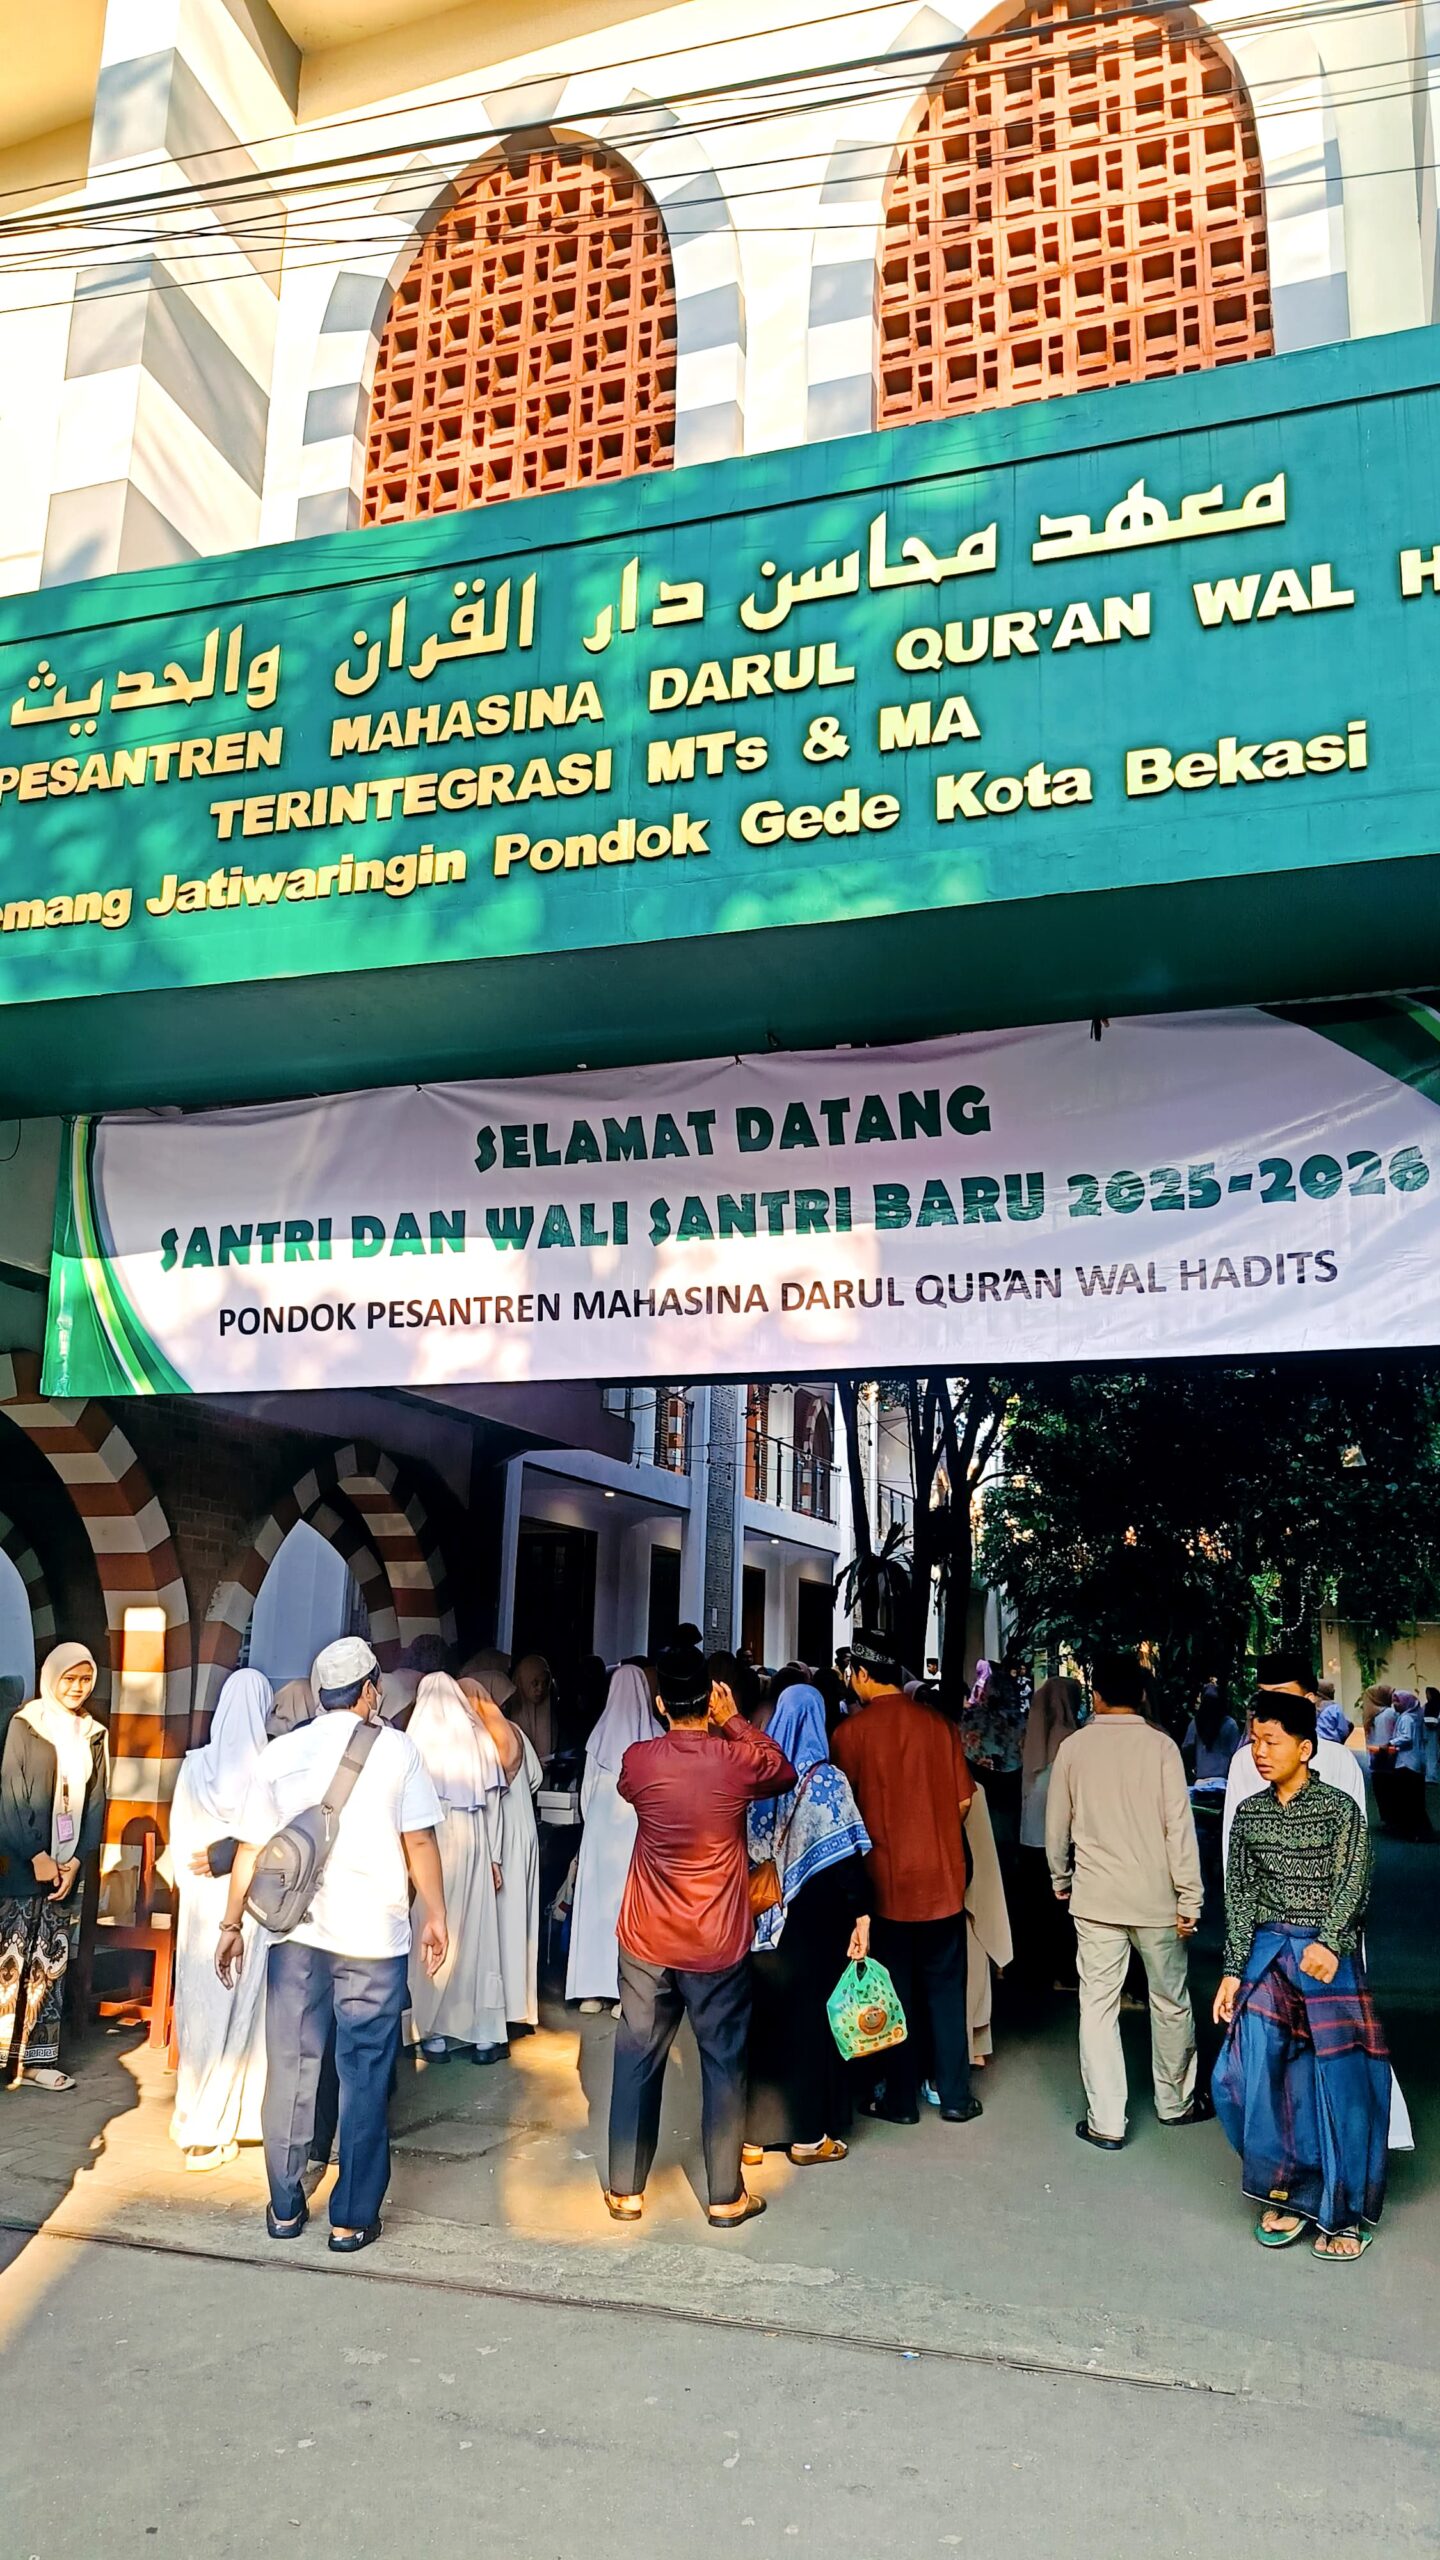 معهد محاسن دار القران والحديث
PESANTREN MAHASINA DARUL QUR'AN WAL H
TERINTEGRASI MTs & MA
emang Jatiwaringin Pondok Gede Kota Bekasi
SELAMAT DATANG
SANTRI DAN WALI SANTRI BARU 2025-2026
PONDOK PESANTREN MAHASINA DARUL QUR'AN WAL HADITS